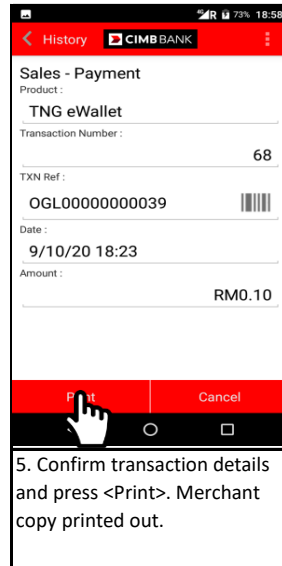 73% 18:58
History CIMB BANK
Sales - Payment
Product :
TNG eWallet
Transaction Number :
68
TXN Ref :
OGL00000000039
Date :
9/10/20 18:23
Amount :
RM0.10
Cancel
5. Confirm transaction details
and press <Print>. Merchant
copy printed out.